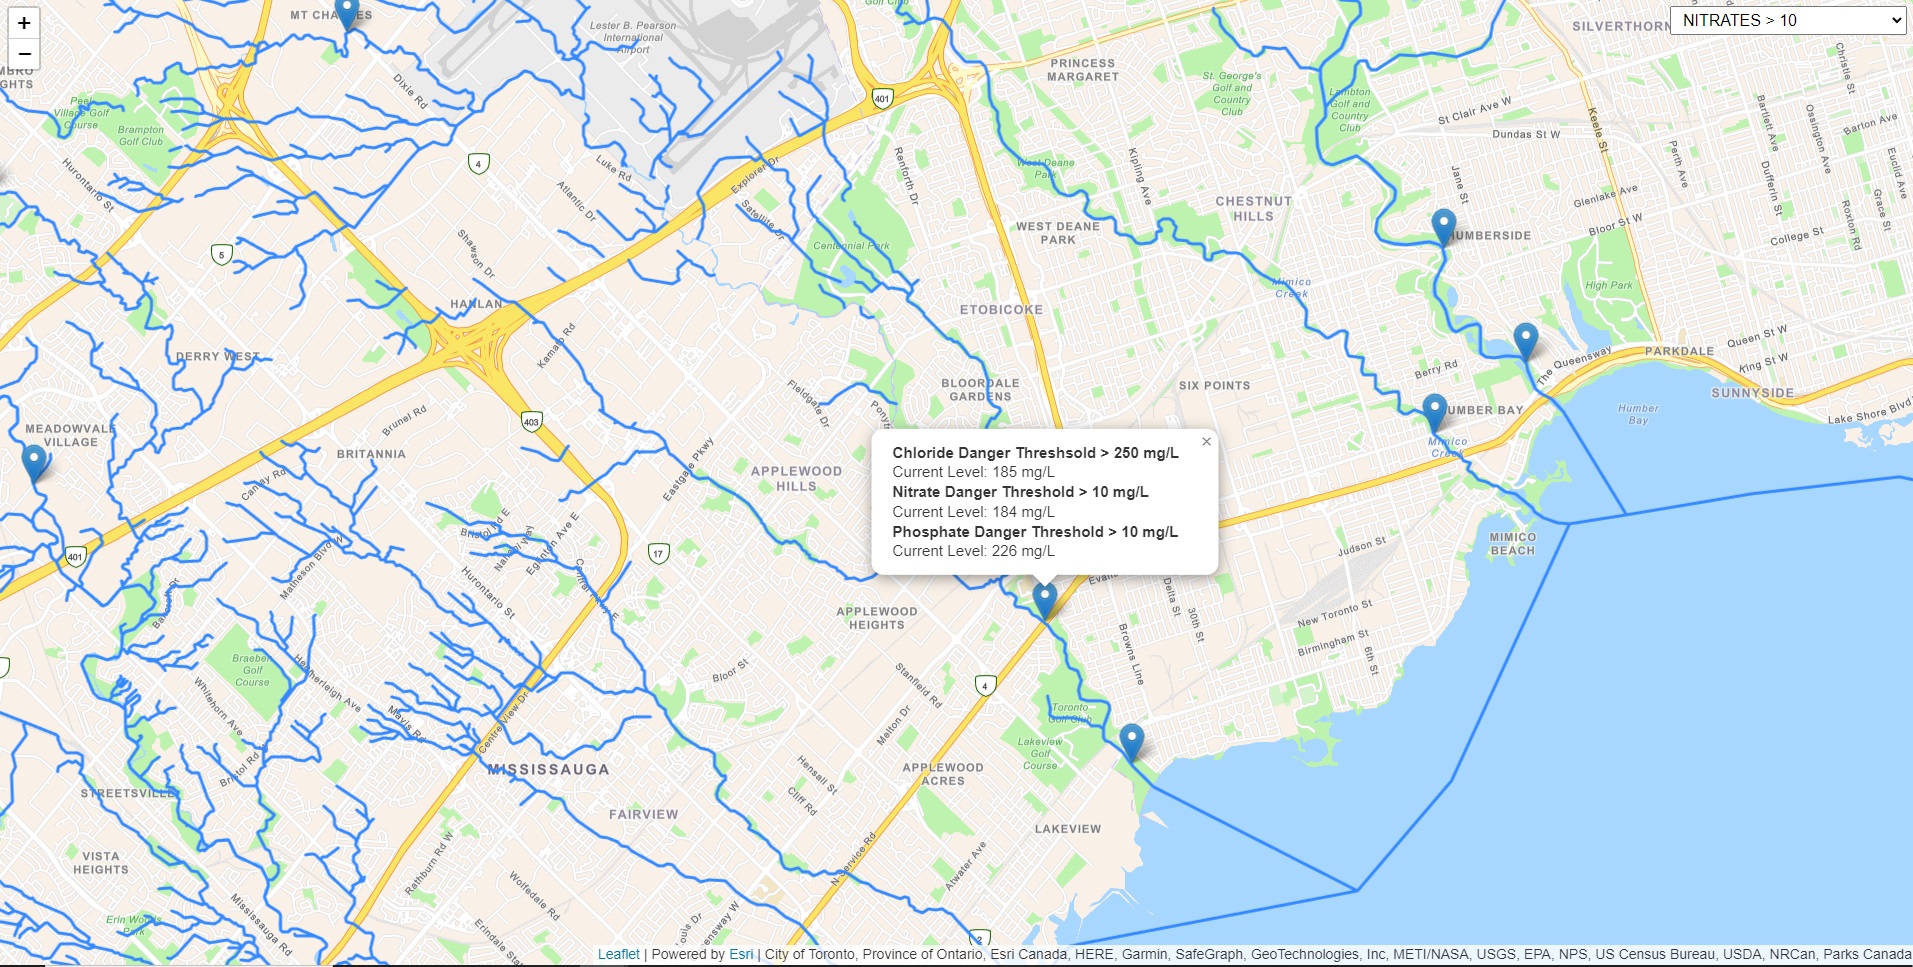 +
−
NITRATES > 10
MT CHARLES
Lester B. Pearson
International
Airport
Golf Club
SILVERTHORN
PRINCESS
MARGARET
St. George's
Golf and
Country
Club
Lambton
Golf and
Country
Club
St Clair Ave W
Dundas St W
Keele St
Christie St
Bartlett Ave
Ossington Ave
Barton Ave
Euclid Ave
Perth Ave
Dufferin St
Grace St
Roxton Rd
Jane St
Glenlake Ave
Bloor St W
College St
GHTS
Peel
Village Golf
Course
Brampton
Golf Club
Dixie Rd
401
4
Hurontario St
Luke Rd
Atlantic Dr
Explorer Dr
Satellite Dr
Renforth Dr
West Deane
Park
Kipling Ave
CHESTNUT
HILLS
WEST DEANE
PARK
HUMBERSIDE
5
Shawson Dr
Centennial Park
Mimico
Creek
High Park
HANLAN
ETOBICOKE
Kamato Rd
DERRY WEST
Queen St W
King St W
PARKDALE
The Queensway
Berry Rd
SIX POINTS
BLOORDALE
GARDENS
Fieldgate Dr
SUNNYSIDE
Lake Shore Blvd
Humber
Bay
HUMBER BAY
Mimico
Creek
Brunel Rd
403
MEADOWVALE
VILLAGE
BRITANNIA
Eastgate Pkwy
APPLEWOOD
HILLS
×
Chloride Danger Threshsold > 250 mg/L
Current Level: 185 mg/L
Nitrate Danger Threshold > 10 mg/L
Current Level: 184 mg/L
Phosphate Danger Threshold > 10 mg/L
Current Level: 226 mg/L
Bristol Rd E
Nahani Way
Eglinton Ave E
17
401
Matheson Blvd W
Hurontario St
MIMICO
BEACH
Judson St
Delta St
30th St
New Toronto St
Birmingham St
6th St
Browns Line
APPLEWOOD
HEIGHTS
Bloor St
Stanfield Rd
4
Braeben
Golf
Course
Whitehorn Ave
Heatherleigh Ave
Mavis Rd
Centre View Dr
Melton Dr
Toronto
Golf Club
Lakeview
Golf
Course
Bristol Rd
MISSISSAUGA
APPLEWOOD
ACRES
Hensall St
Cliff Rd
STREETSVILLE
FAIRVIEW
LAKEVIEW
N Service Rd
Atwater Ave
VISTA
HEIGHTS
Rathburn Rd W
Wolfedale Rd
Erin Woods
Park
Mississauga Rd
Erindale Stat
2
Leaflet | Powered by Esri | City of Toronto, Province of Ontario, Esri Canada, HERE, Garmin, SafeGraph, GeoTechnologies, Inc, METI/NASA, USGS, EPA, NPS, US Census Bureau, USDA, NRCan, Parks Canada